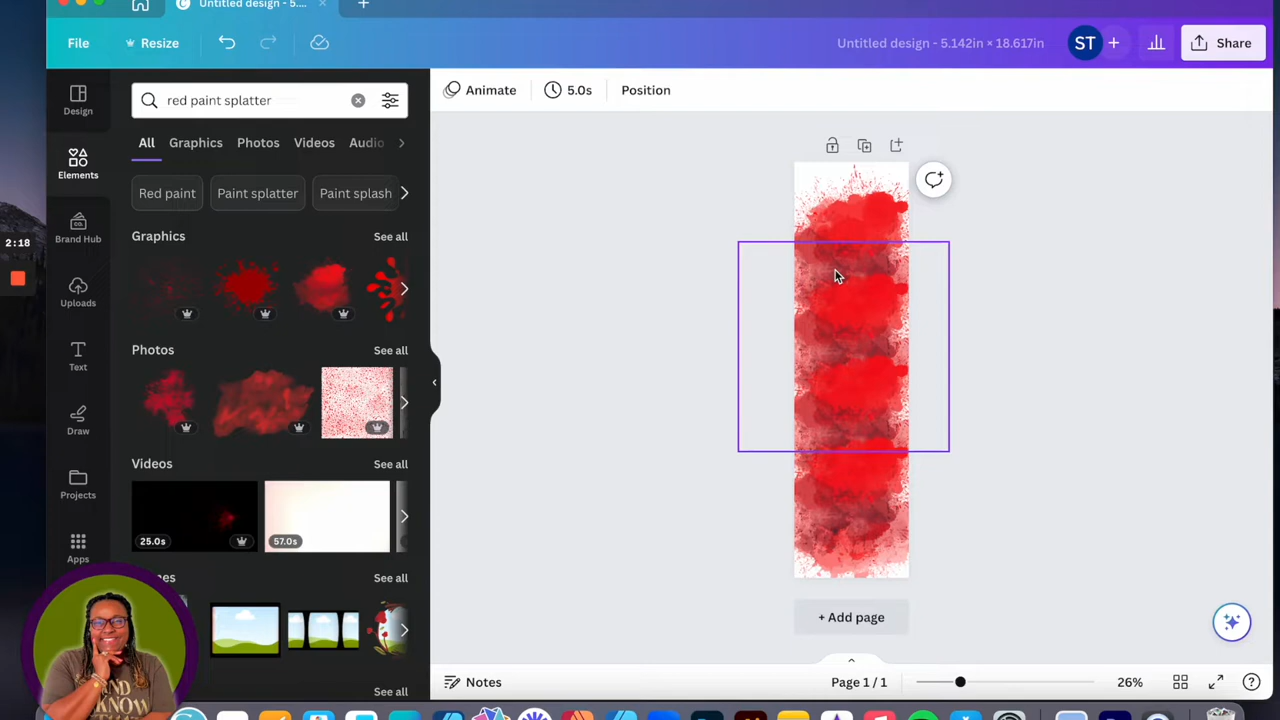 Untitled design - 5....
File
Resize
Untitled design - 5.142in × 18.617in
ST
Share
Design
Elements
Brand Hub
Uploads
Text
Draw
Projects
Apps
2:18
red paint splatter
All
Graphics
Photos
Videos
Audio
Red paint
Paint splatter
Paint splash
Graphics
See all
Photos
See all
Videos
See all
25.0s
57.0s
See all
See all
Animate
5.0s
Position
+ Add page
Notes
Page 1 / 1
26%